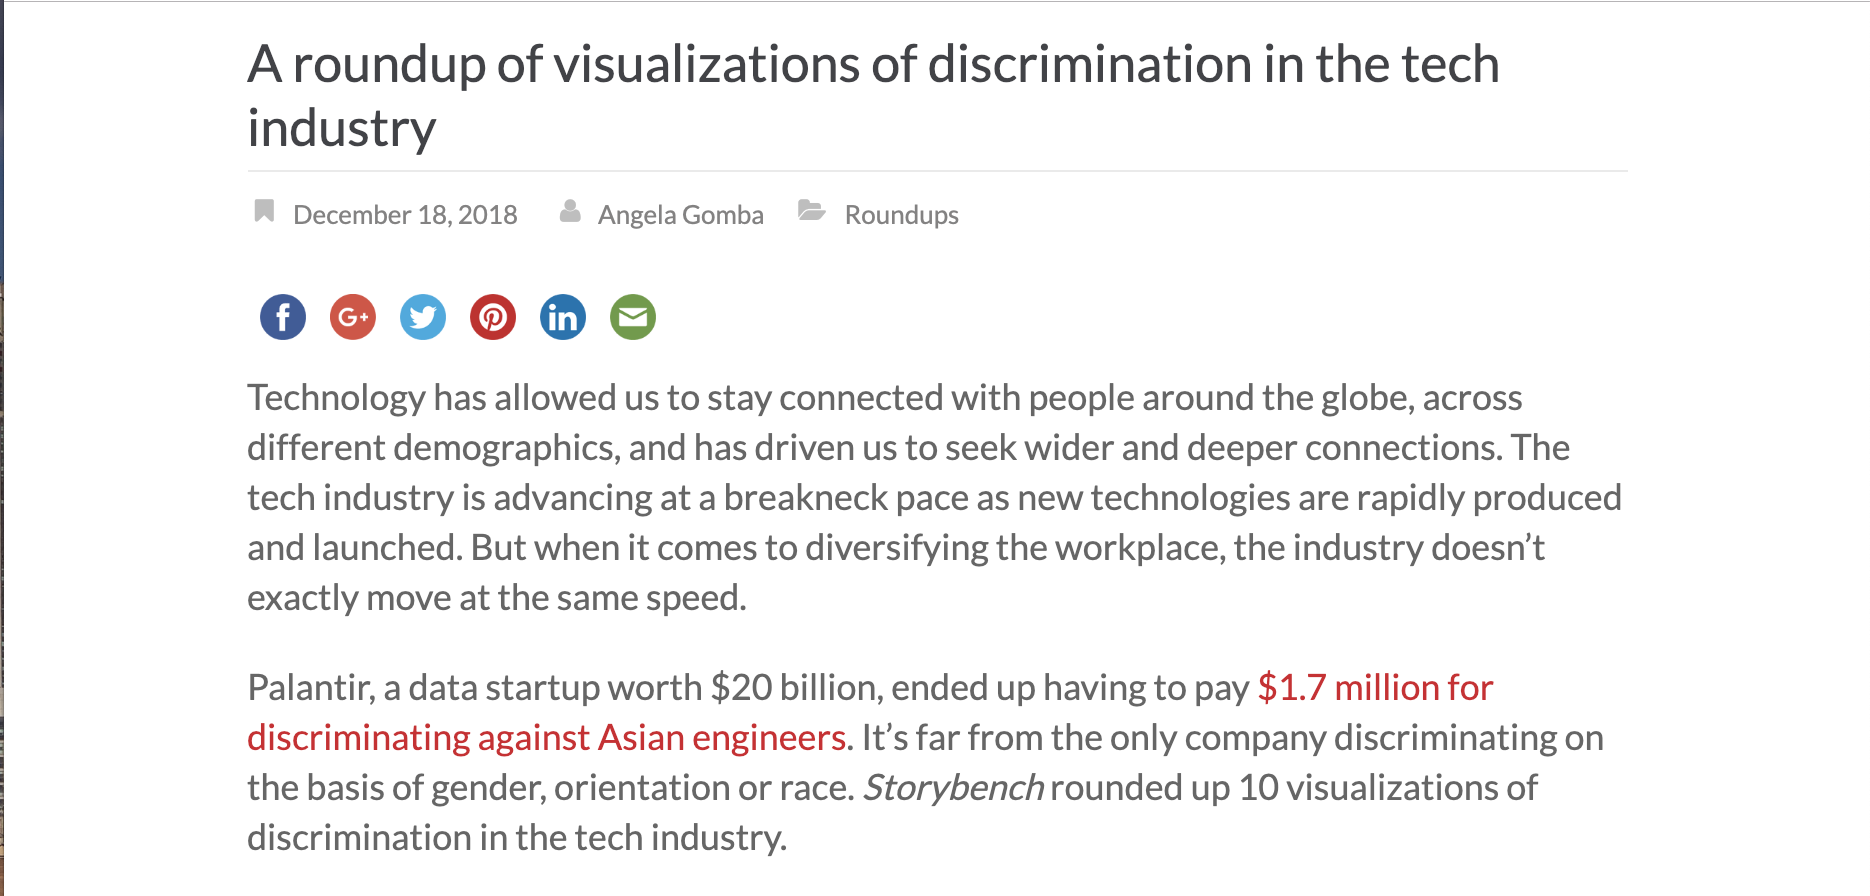 A roundup of visualizations of discrimination in the tech
industry
December 18, 2018 Angela Gomba Roundups
f G+ in
Technology has allowed us to stay connected with people around the globe, across
different demographics, and has driven us to seek wider and deeper connections. The
tech industry is advancing at a breakneck pace as new technologies are rapidly produced
and launched. But when it comes to diversifying the workplace, the industry doesn’t
exactly move at the same speed.
Palantir, a data startup worth $20 billion, ended up having to pay $1.7 million for
discriminating against Asian engineers. It’s far from the only company discriminating on
the basis of gender, orientation or race. Storybench rounded up 10 visualizations of
discrimination in the tech industry.